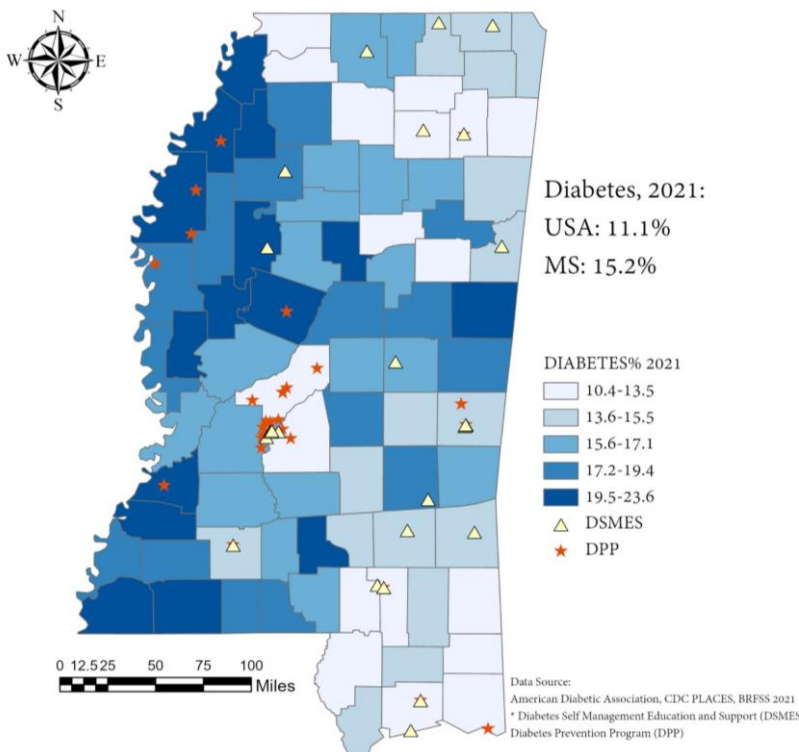 N
W E
S
Diabetes, 2021:
USA: 11.1%
MS: 15.2%
DIABETES% 2021
10.4-13.5
13.6-15.5
15.6-17.1
17.2-19.4
19.5-23.6
DSMES
DPP
0 12.5 25 50 75 100
Miles
Data Source:
American Diabetic Association, CDC PLACES, BRFSS 2021
* Diabetes Self Management Education and Support (DSMES
Diabetes Prevention Program (DPP)